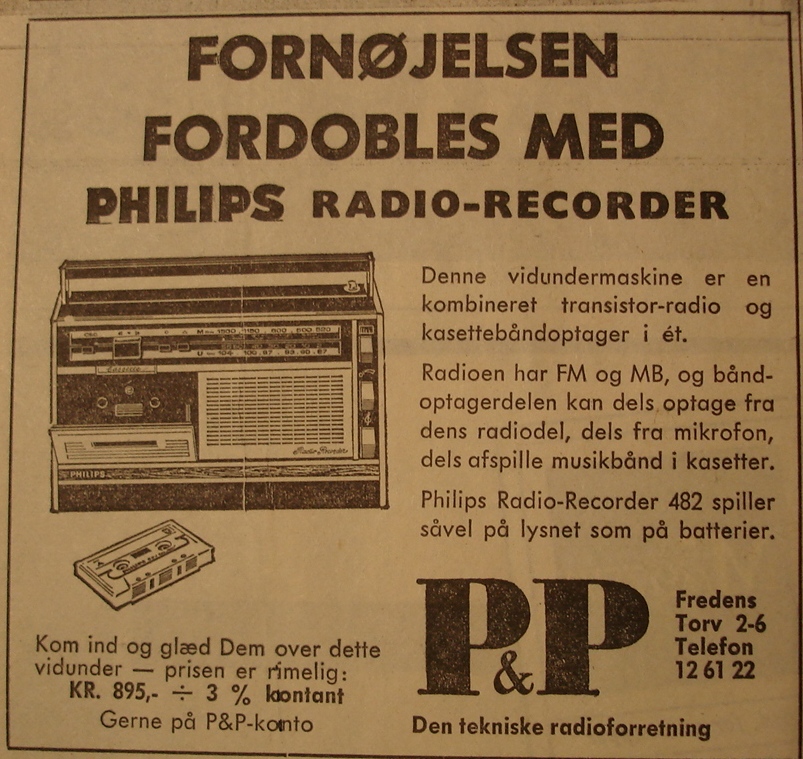 FORNØJELSEN
FORDOBLES MED
PHILIPS RADIO-RECORDER
Denne vidundermaskine er en
kombineret transistor-radio og
kasettebåndoptager i ét.
Radioen har FM og MB, og bånd-
optagerdelen kan dels optage fra
dens radiodel, dels fra mikrofon,
dels afspille musikbånd i kasetter.
Philips Radio-Recorder 482 spiller
såvel på lysnet som på batterier.
Cassette
Radio-Recorder
PHILIPS
Kom ind og glæd Dem over dette
vidunder — prisen er rimelig:
KR. 895,- ÷ 3 % kontant
Gerne på P&P-konto
P&P
Fredens
Torv 2-6
Telefon
12 61 22
Den tekniske radioforretning